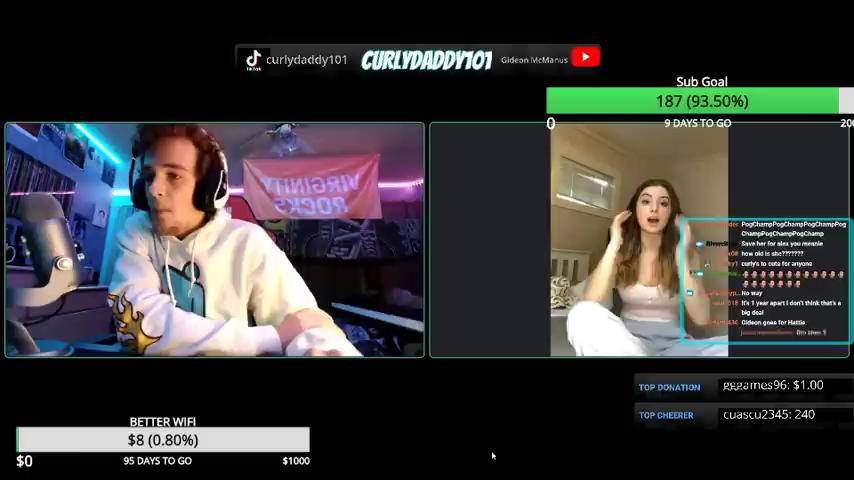 curlydaddy101
CURLYDADDY101
Gideon McManus
Sub Goal
187 (93.50%)
0
9 DAYS TO GO
200
VIRGINITY
ROCKS
PogChampPogChampPogChampPog
ChampPogChampPogChamp
Save her for alex you meanie
how old is she???????
curly's to cute for anyone
No way
It's 1 year apart I don't think that's a
big deal
Gideon goes for Hattie
TOP DONATION
gggames96: $1.00
TOP CHEERER
cuascu2345: 240
BETTER WIFI
$8 (0.80%)
$0
95 DAYS TO GO
$1000